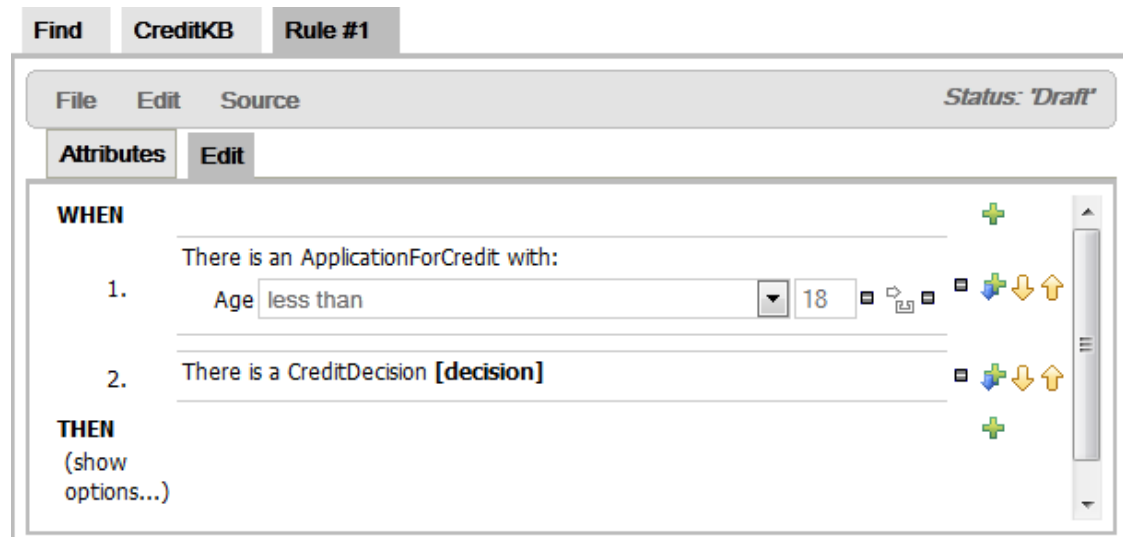 Find CreditKB Rule #1
File Edit Source Status: 'Draft'
Attributes Edit
WHEN
There is an ApplicationForCredit with:
1.
Age less than 18
2. There is a CreditDecision [decision]
THEN
(show
options...)